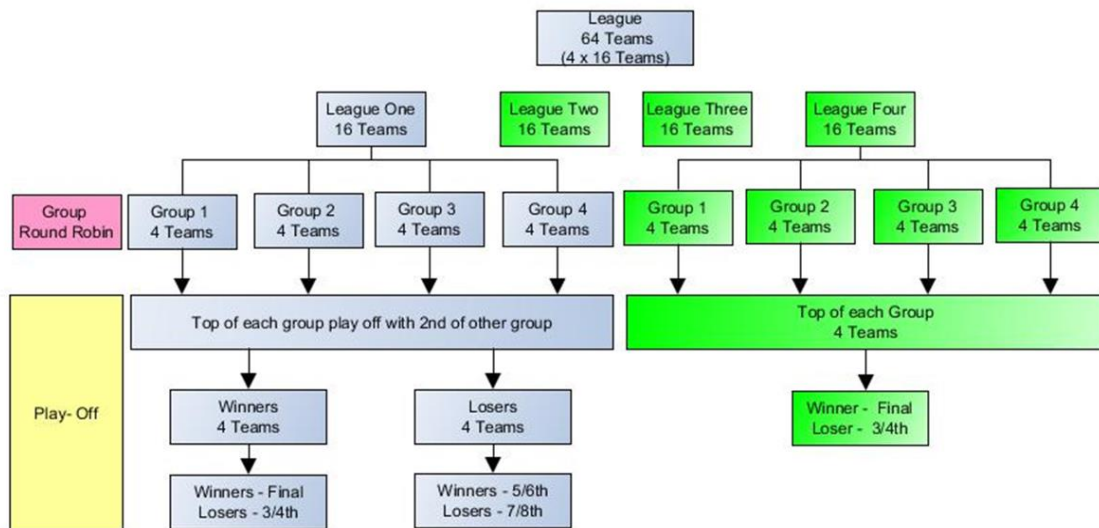 League
64 Teams
(4 x 16 Teams)
League One
16 Teams
League Two
16 Teams
League Three
16 Teams
League Four
16 Teams
Group
Round Robin
Group 1
4 Teams
Group 2
4 Teams
Group 3
4 Teams
Group 4
4 Teams
Group 1
4 Teams
Group 2
4 Teams
Group 3
4 Teams
Group 4
4 Teams
Play- Off
Top of each group play off with 2nd of other group
Top of each Group
4 Teams
Winners
4 Teams
Losers
4 Teams
Winner - Final
Loser - 3/4th
Winners - Final
Losers - 3/4th
Winners - 5/6th
Losers - 7/8th